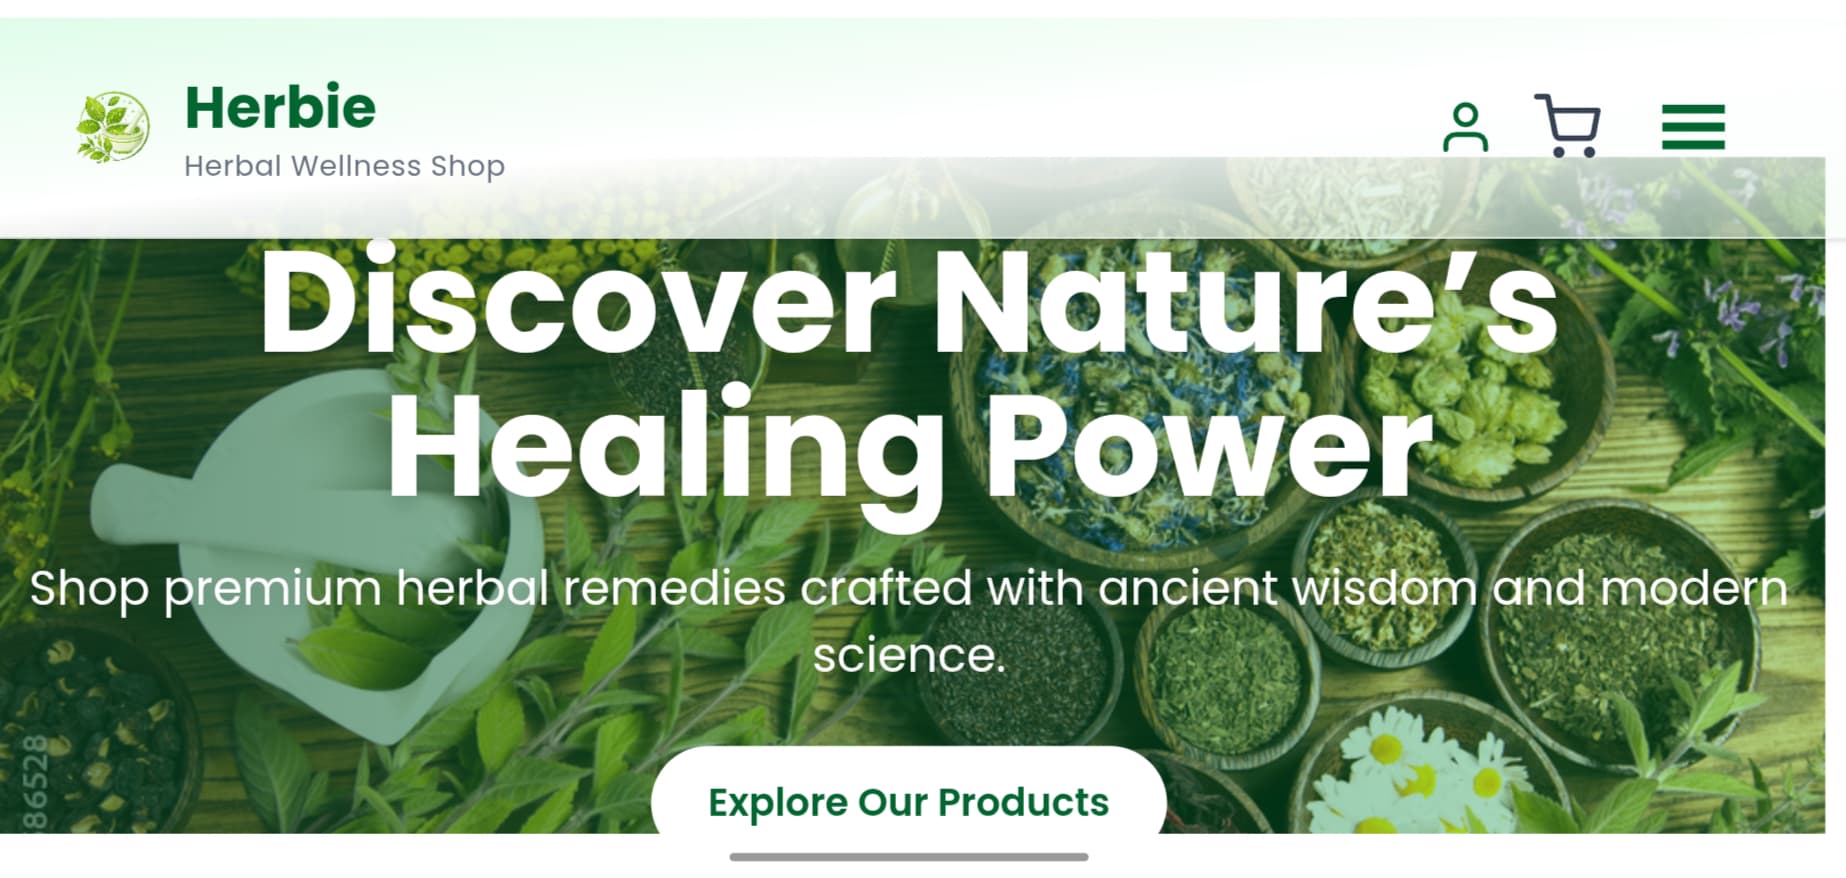 Herbie
Herbal Wellness Shop
Discover Nature’s
Healing Power
Shop premium herbal remedies crafted with ancient wisdom and modern
science.
Explore Our Products